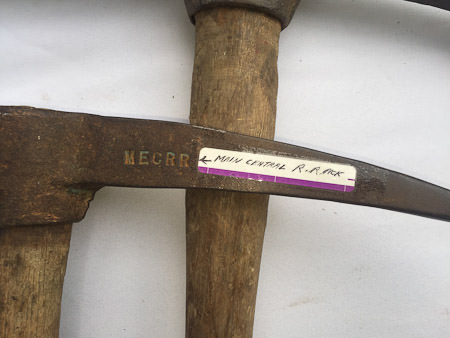 MECRR
← MAIN CENTRAL R.R. PICK